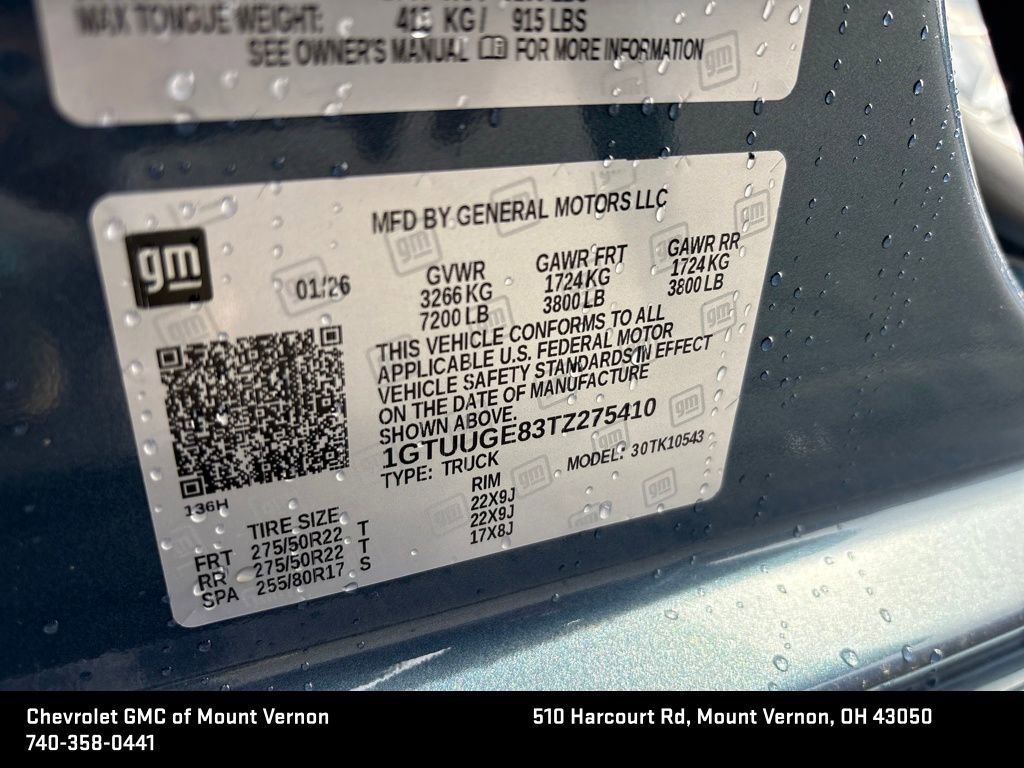 MAX TONGUE WEIGHT: 415 KG/ 915 LBS
SEE OWNER'S MANUAL FOR MORE INFORMATION
MFD BY GENERAL MOTORS LLC
gm
01/26
GVWR GAWR FRT GAWR RR
3266 KG 1724 KG 1724 KG
7200 LB 3800 LB 3800 LB
THIS VEHICLE CONFORMS TO ALL
APPLICABLE U.S. FEDERAL MOTOR
VEHICLE SAFETY STANDARDS IN EFFECT
ON THE DATE OF MANUFACTURE
SHOWN ABOVE.
1GTUUGE83TZ275410
TYPE: TRUCK MODEL: 30TK10543
136H
TIRE SIZE RIM
FRT 275/50R22 T 22X9J
RR 275/50R22 T 22X9J
SPA 255/80R17 S 17X8J
Chevrolet GMC of Mount Vernon 510 Harcourt Rd, Mount Vernon, OH 43050
740-358-0441